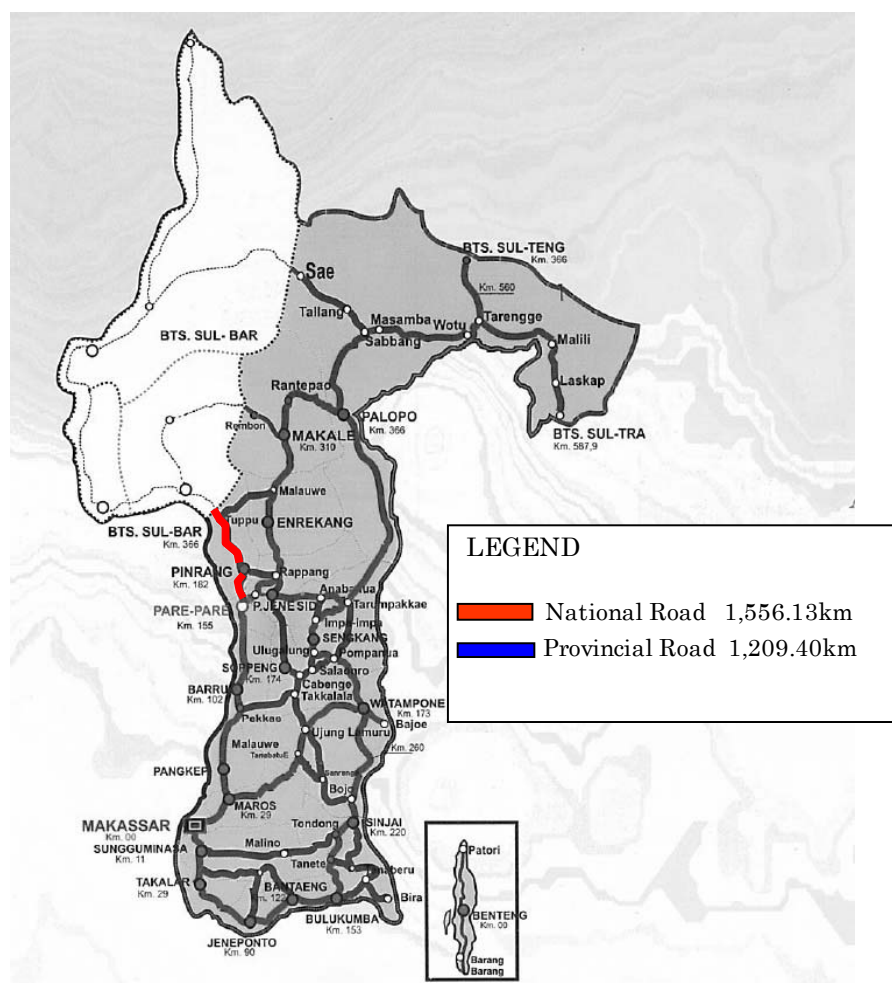 BTS. SUL-TENG
Km. 366
Sae
Km. 560
Tallang
Masamba
Wotu
Tarengge
Sabbang
Malili
BTS. SUL- BAR
Laskap
Rantepao
PALOPO
Km. 366
Rembon
MAKALE
Km. 310
BTS. SUL-TRA
Km. 587,9
Malauwe
Tuppu
ENREKANG
BTS. SUL-BAR
Km. 366
PINRANG
Km. 182
Rappang
PARE-PARE
Km. 155
P.JENE
SID
Anabanua
Tarumpakkae
Impa-impa
SENGKANG
Ulugalung
Pompanua
SOPPENG
Km. 174
Salaonro
Cabenge
Takkalala
BARRU
Km. 102
WATAMPONE
Km. 173
Bajoe
Pekkae
Ujung Lamuru
Malauwe
Km. 260
PANGKEP
Bojo
MAROS
Km. 29
MAKASSAR
Km. 00
Tondong
SINJAI
Km. 220
SUNGGUMINASA
Km. 11
Malino
Tanete
TAKALAR
Km. 29
BANTAENG
Km. 122
Bira
BULUKUMBA
Km. 153
JENEPONTO
Km. 90
LEGEND
National Road 1,556.13km
Provincial Road 1,209.40km
Patori
BENTENG
Km. 00
Barang
Barang